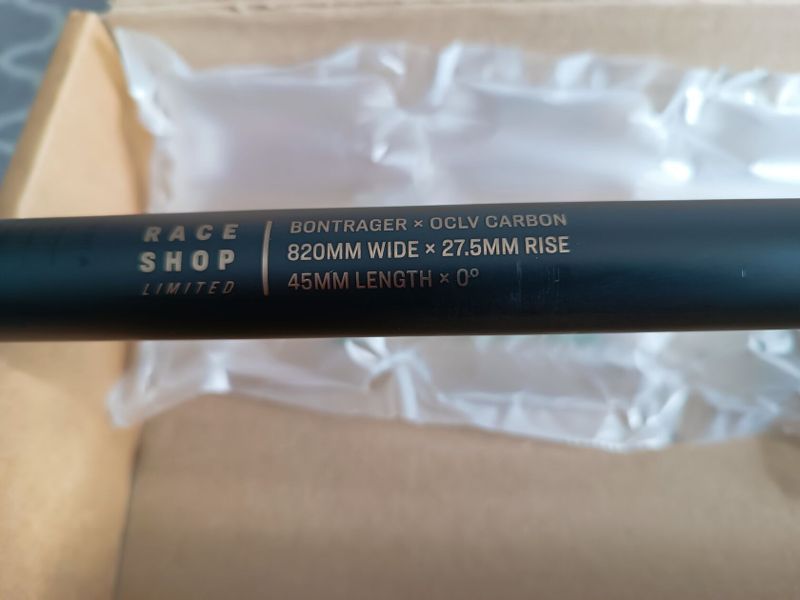 RACE
SHOP
LIMITED
BONTRAGER × OCLV CARBON
820MM WIDE × 27.5MM RISE
45MM LENGTH × 0°